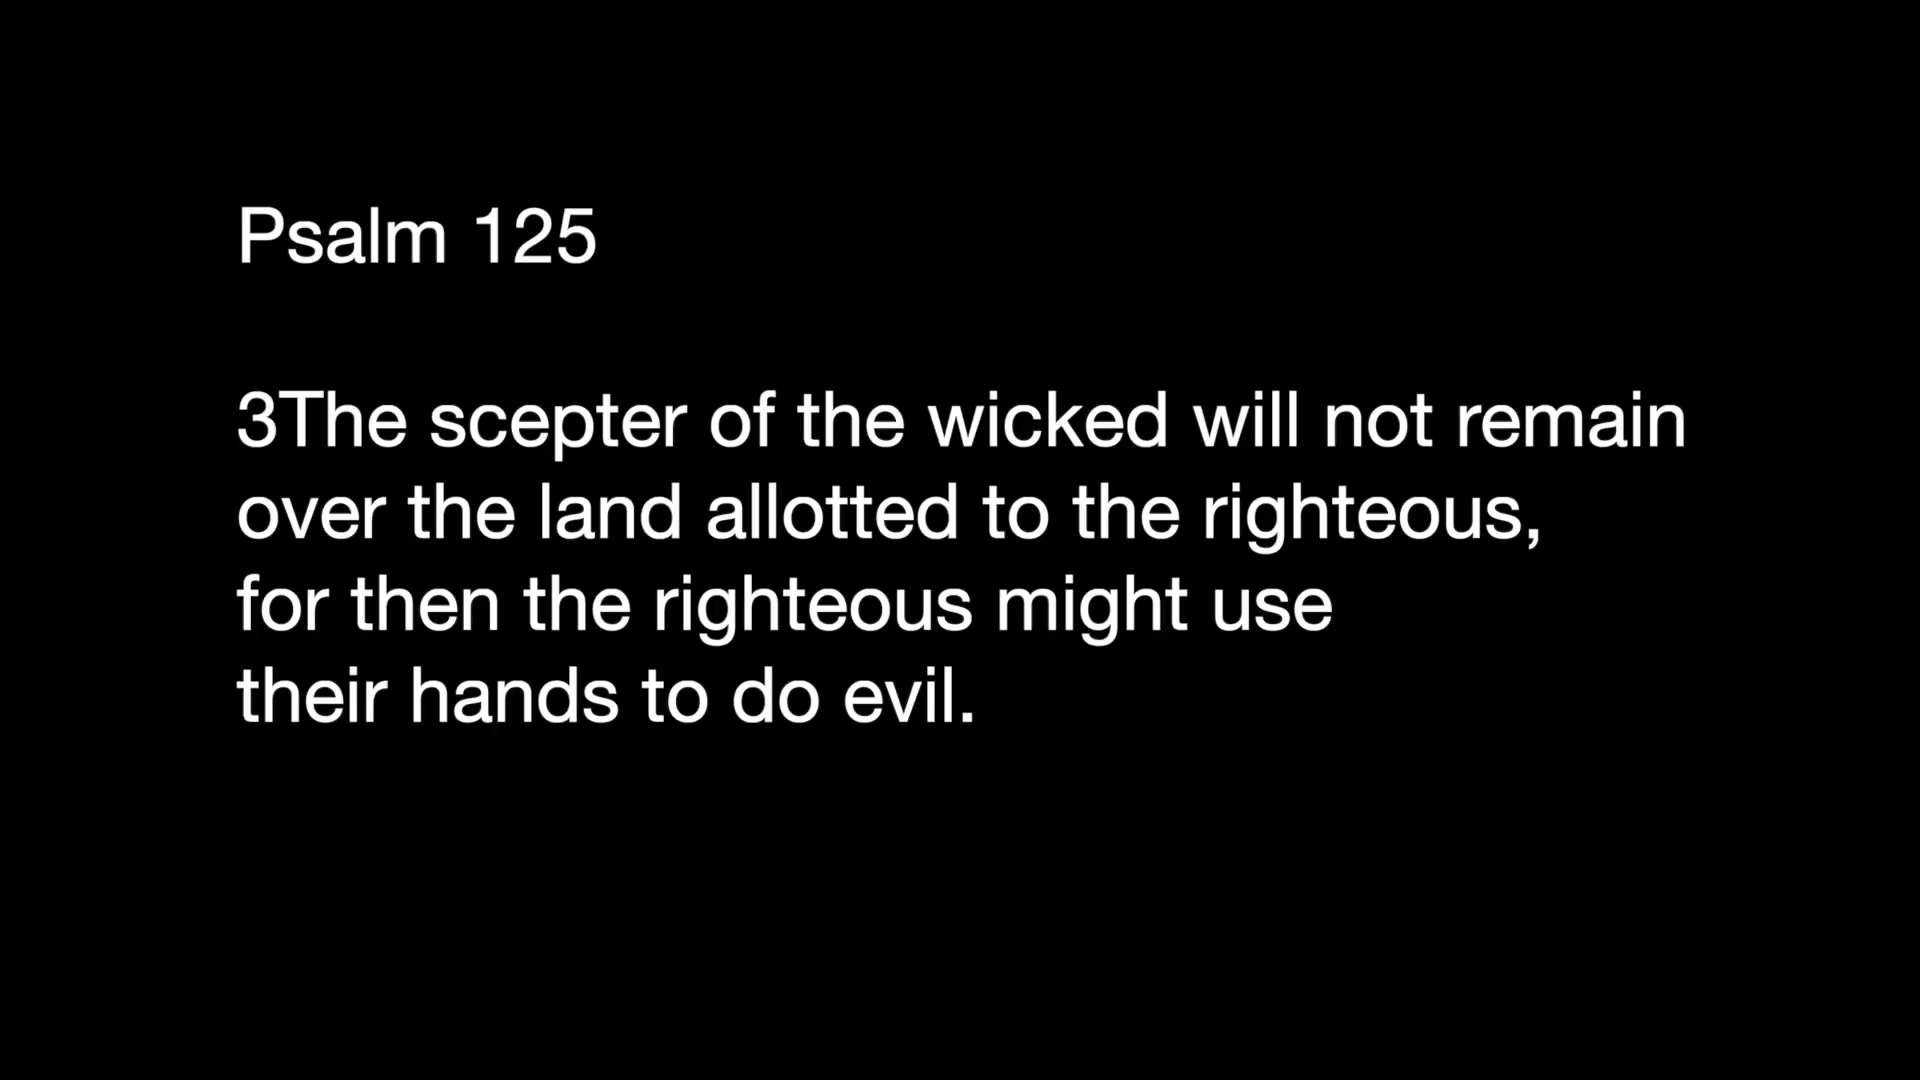 Psalm 125
3The scepter of the wicked will not remain
over the land allotted to the righteous,
for then the righteous might use
their hands to do evil.